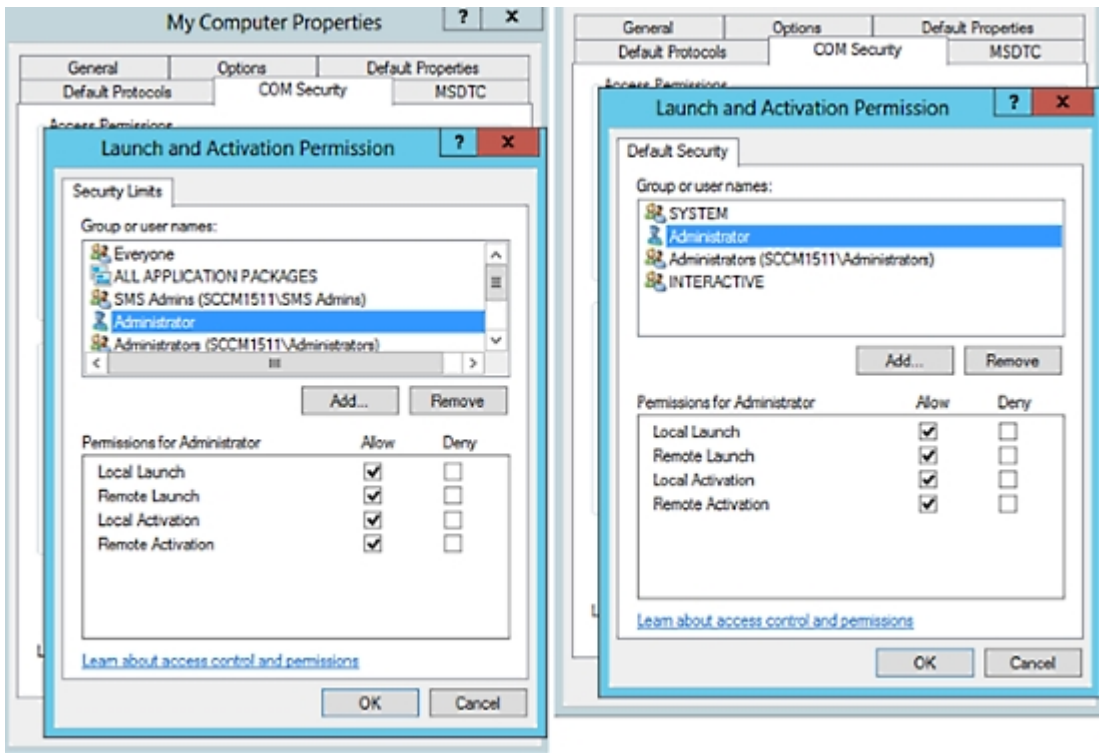 My Computer Properties
? x
General Options Default Properties
Default Protocols COM Security MSDTC
Access Permissions
Launch and Activation Permission
? x
Security Limits
Group or user names:
Everyone
ALL APPLICATION PACKAGES
SMS Admins (SCCM1511\SMS Admins)
Administrator
Administrators (SCCM1511\Administrators)
Add... Remove
Permissions for Administrator Allow Deny
Local Launch
Remote Launch
Local Activation
Remote Activation
Learn about access control and permissions
OK Cancel
General Options Default Properties
Default Protocols COM Security MSDTC
Access Permissions
Launch and Activation Permission
? x
Default Security
Group or user names:
SYSTEM
Administrator
Administrators (SCCM1511\Administrators)
INTERACTIVE
Add... Remove
Permissions for Administrator Allow Deny
Local Launch
Remote Launch
Local Activation
Remote Activation
Learn about access control and permissions
OK Cancel